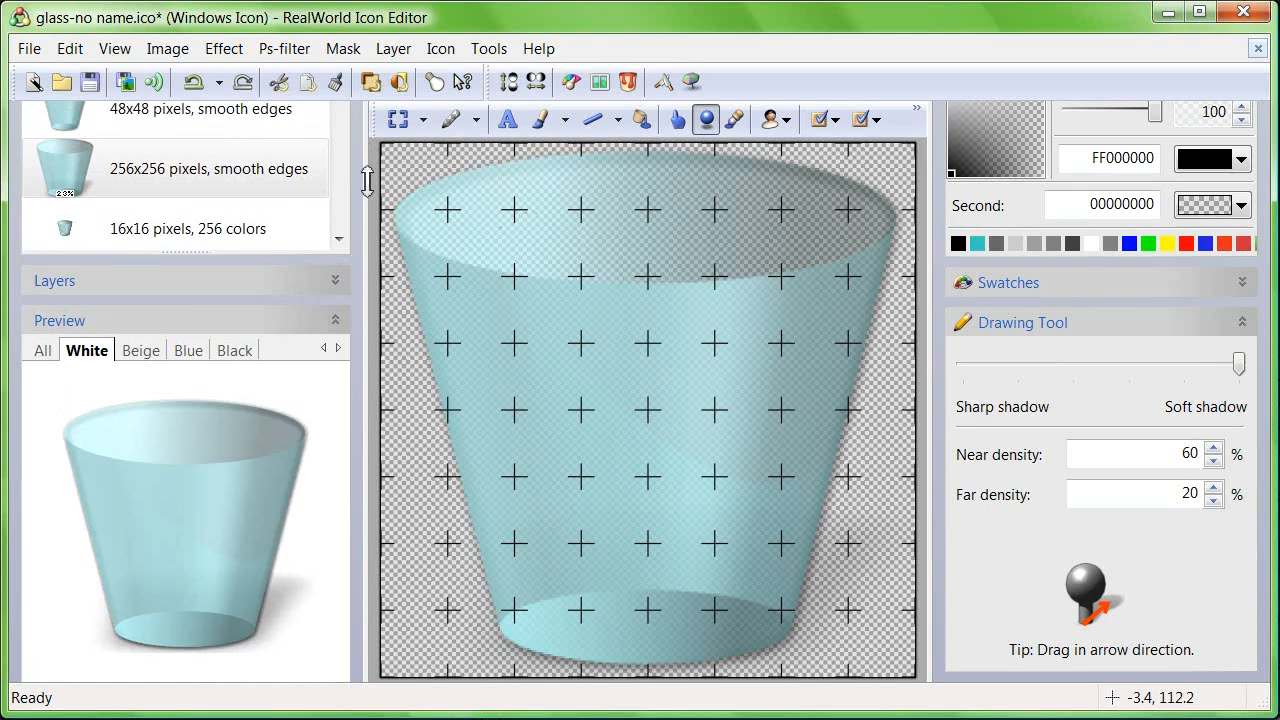 glass-no name.ico* (Windows Icon) - RealWorld Icon Editor
File Edit View Image Effect Ps-filter Mask Layer Icon Tools Help
48x48 pixels, smooth edges
23%
256x256 pixels, smooth edges
16x16 pixels, 256 colors
Layers
Preview
All White Beige Blue Black
100
FF000000
Second: 00000000
Swatches
Drawing Tool
Sharp shadow Soft shadow
Near density: 60 %
Far density: 20 %
Tip: Drag in arrow direction.
Ready
-3.4, 112.2